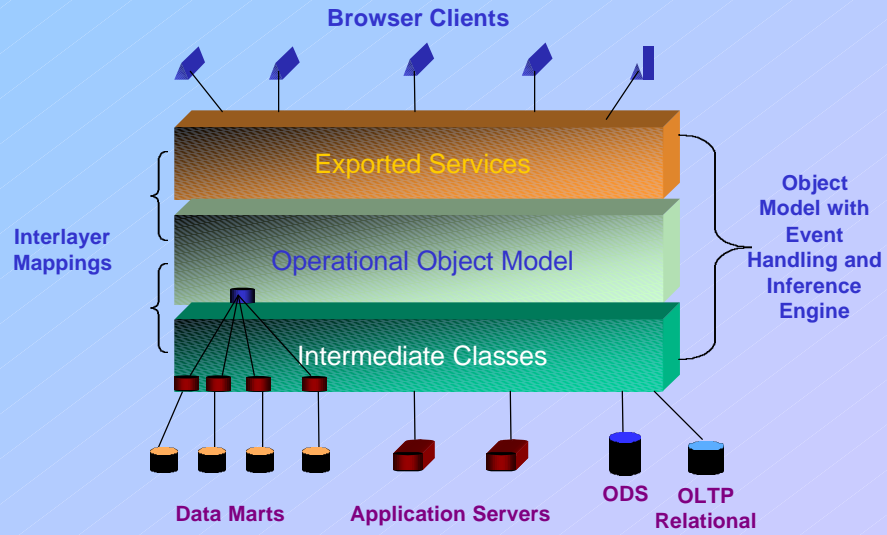 Browser Clients
Exported Services
Interlayer
Mappings
Operational Object Model
Object
Model with
Event
Handling and
Inference
Engine
Intermediate Classes
Data Marts
Application Servers
ODS
OLTP
Relational